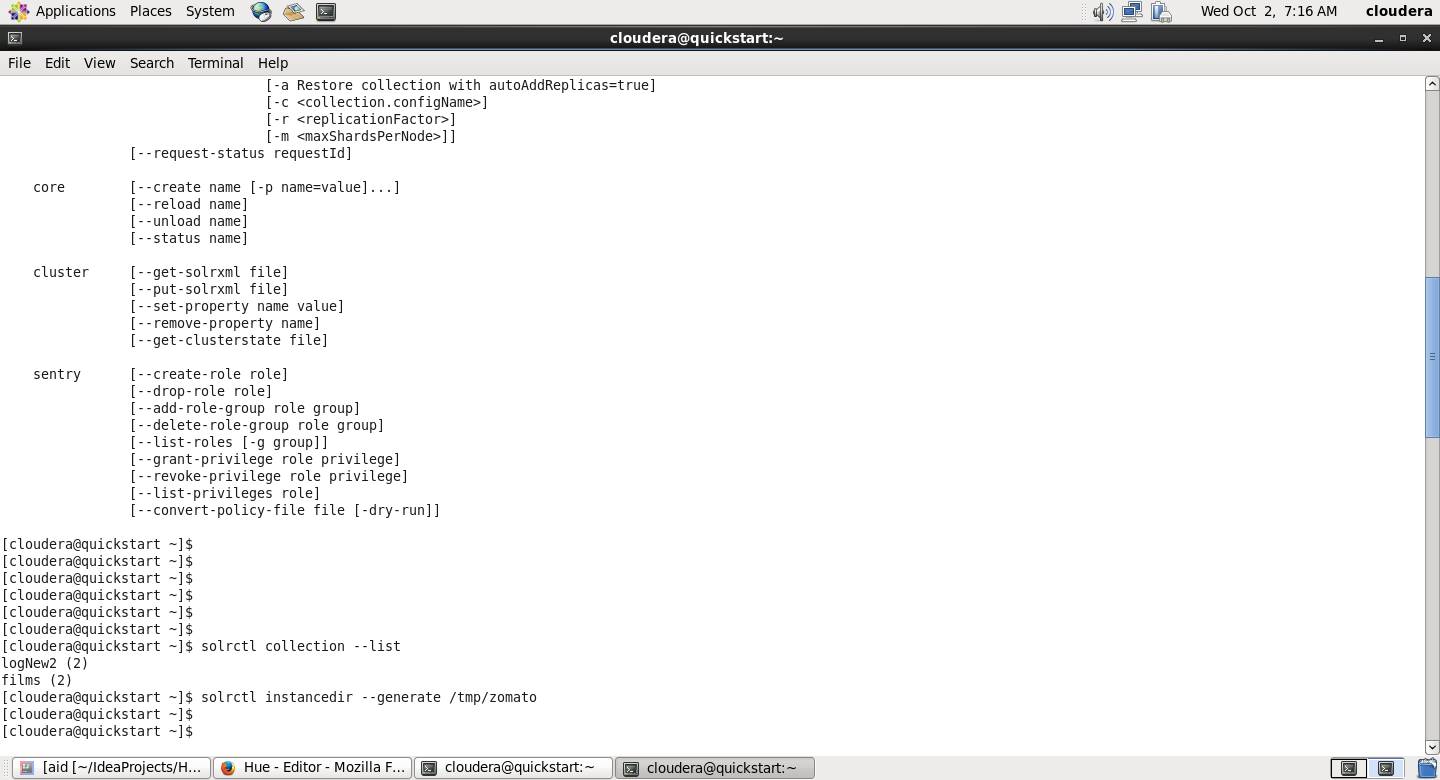 Applications Places System Wed Oct 2, 7:16 AM cloudera
cloudera@quickstart:~
File Edit View Search Terminal Help
[-a Restore collection with autoAddReplicas=true]
[-c <collection.configName>]
[-r <replicationFactor>]
[-m <maxShardsPerNode>]]
[--request-status requestId]
core [--create name [-p name=value]...]
[--reload name]
[--unload name]
[--status name]
cluster [--get-solrxml file]
[--put-solrxml file]
[--set-property name value]
[--remove-property name]
[--get-clusterstate file]
sentry [--create-role role]
[--drop-role role]
[--add-role-group role group]
[--delete-role-group role group]
[--list-roles [-g group]]
[--grant-privilege role privilege]
[--revoke-privilege role privilege]
[--list-privileges role]
[--convert-policy-file file [-dry-run]]
[cloudera@quickstart ~]$
[cloudera@quickstart ~]$
[cloudera@quickstart ~]$
[cloudera@quickstart ~]$
[cloudera@quickstart ~]$
[cloudera@quickstart ~]$
[cloudera@quickstart ~]$ solrctl collection --list
logNew2 (2)
films (2)
[cloudera@quickstart ~]$ solrctl instancedir --generate /tmp/zomato
[cloudera@quickstart ~]$
[cloudera@quickstart ~]$
[aid [~/IdeaProjects/H... Hue - Editor - Mozilla F... cloudera@quickstart:~ cloudera@quickstart:~